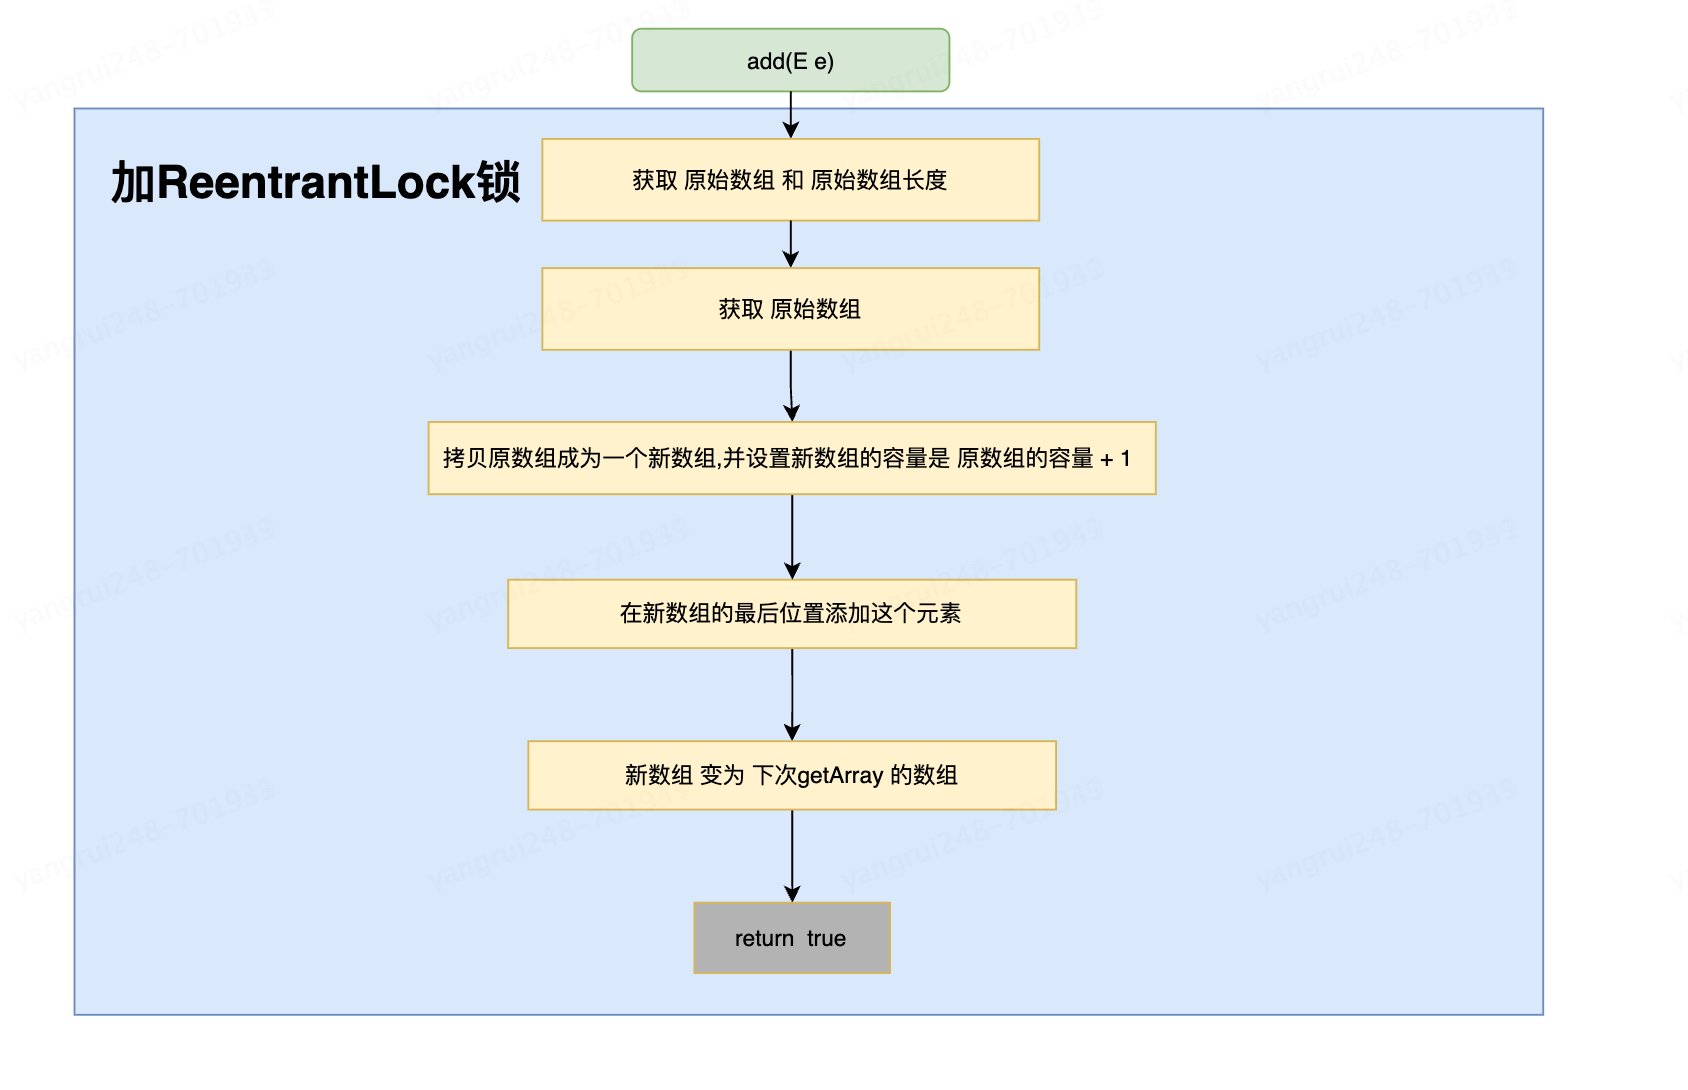 add(E e)
加ReentrantLock锁
获取 原始数组 和 原始数组长度
获取 原始数组
拷贝原数组成为一个新数组,并设置新数组的容量是 原数组的容量 + 1
在新数组的最后位置添加这个元素
新数组 变为 下次getArray 的数组
return  true